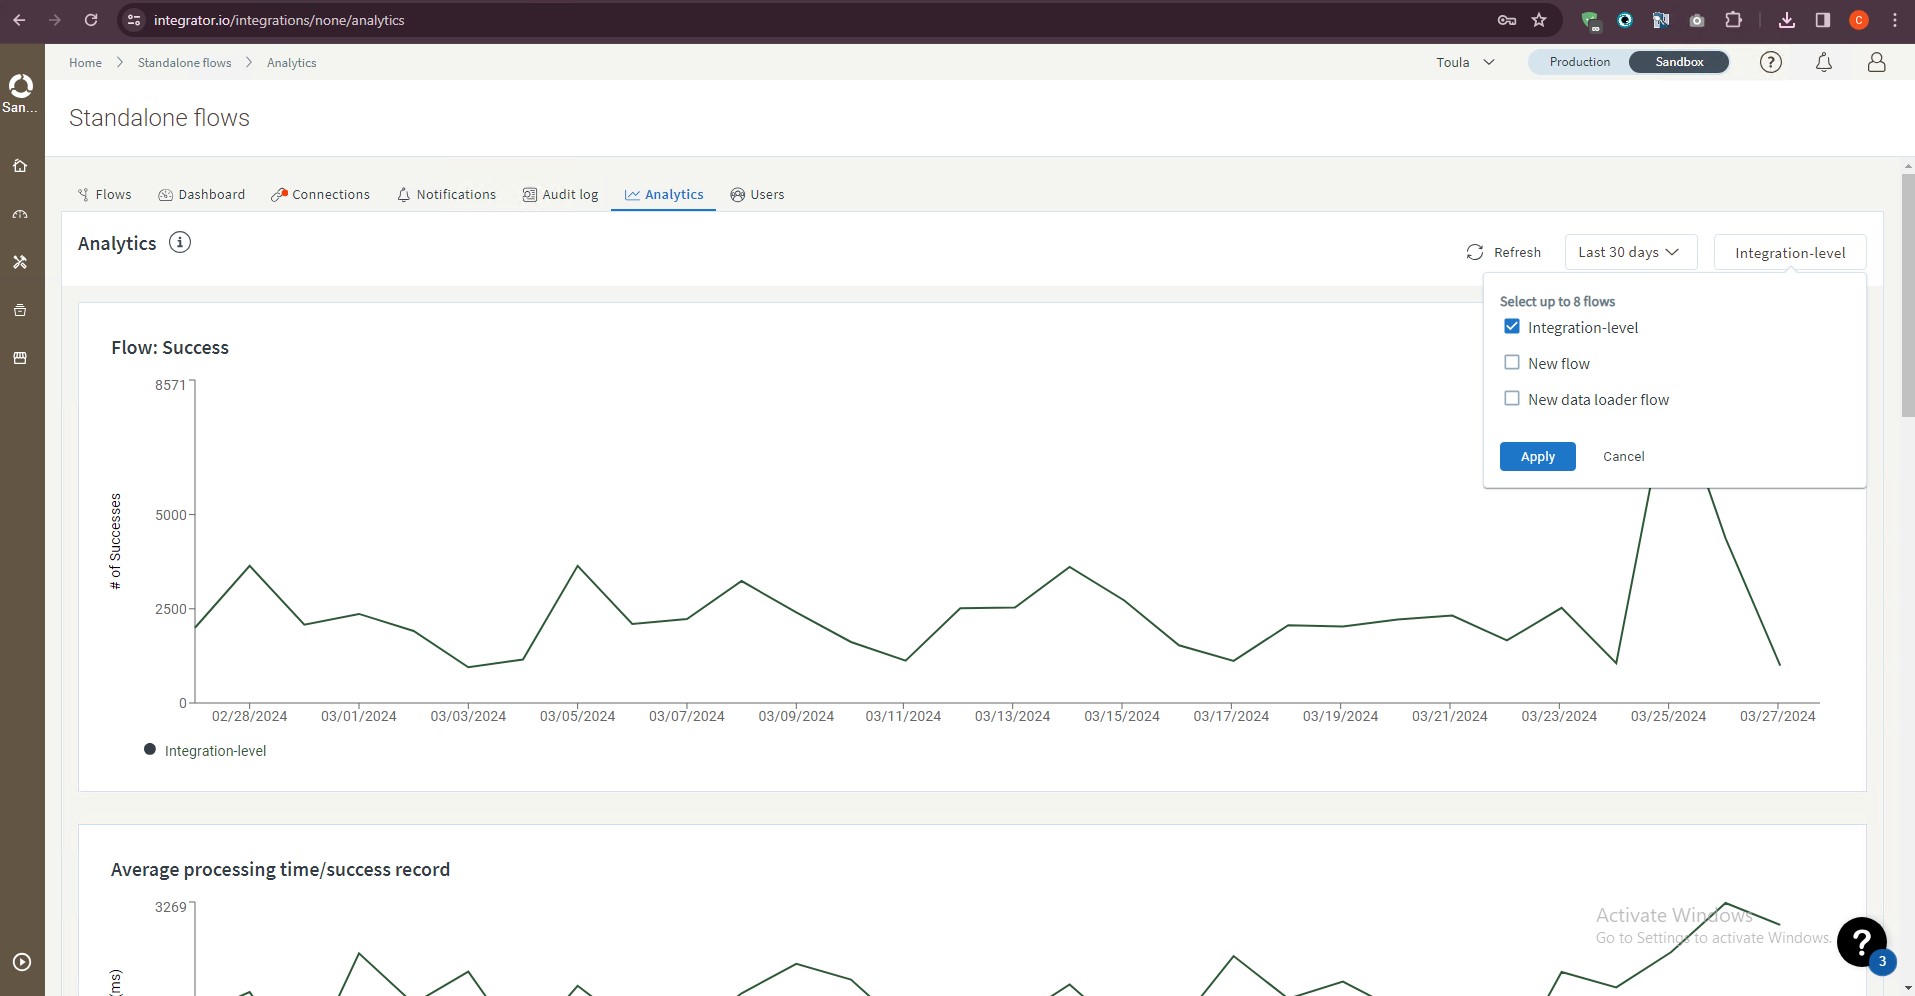 integrator.io/integrations/none/analytics
C
Home > Standalone flows > Analytics
Toula
Production Sandbox
San...
Standalone flows
Flows Dashboard Connections Notifications Audit log Analytics Users
Analytics
Refresh Last 30 days Integration-level
Select up to 8 flows
Integration-level
New flow
New data loader flow
Apply Cancel
Flow: Success
8571
5000
2500
0
# of Successes
02/28/2024 03/01/2024 03/03/2024 03/05/2024 03/07/2024 03/09/2024 03/11/2024 03/13/2024 03/15/2024 03/17/2024 03/19/2024 03/21/2024 03/23/2024 03/25/2024 03/27/2024
Integration-level
Average processing time/success record
3269
(ms)
Activate Windows
Go to Settings to activate Windows.
?
3